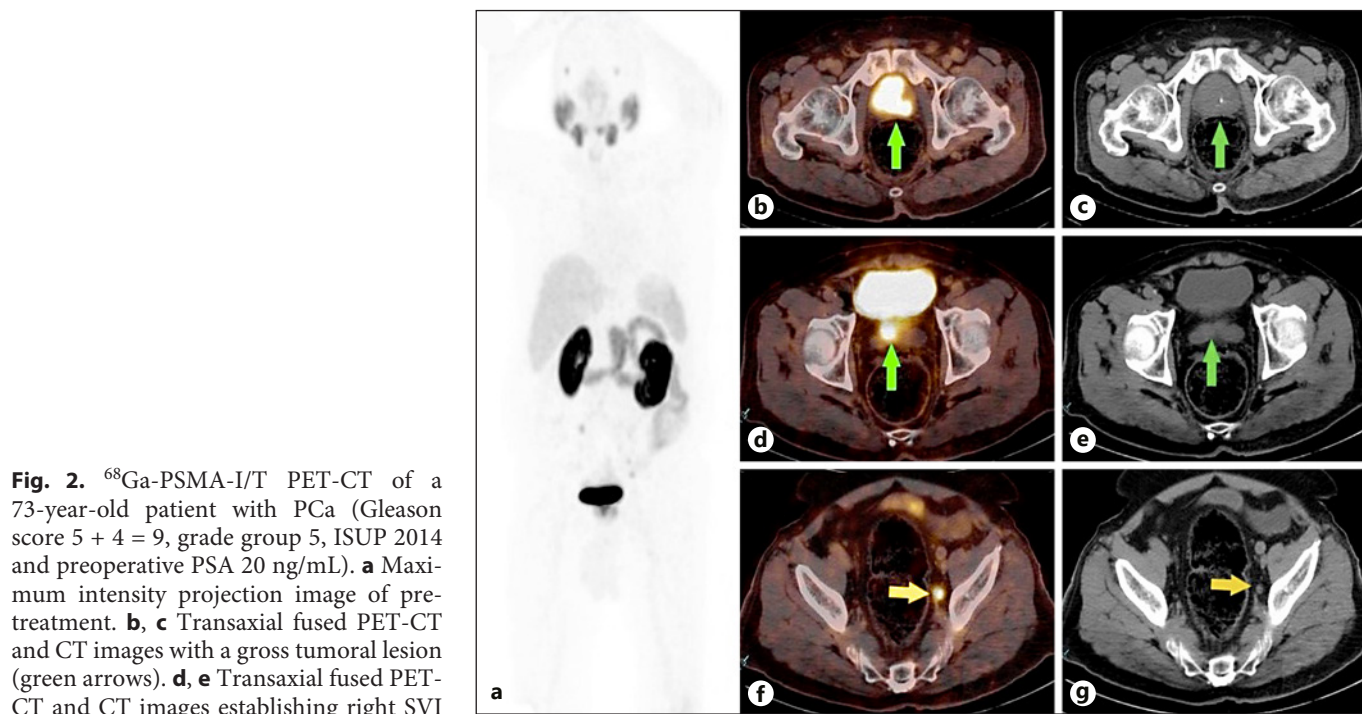 Fig. 2. ⁶⁸Ga-PSMA-I/T PET-CT of a
73-year-old patient with PCa (Gleason
score 5 + 4 = 9, grade group 5, ISUP 2014
and preoperative PSA 20 ng/mL). a Maxi-
mum intensity projection image of pre-
treatment. b, c Transaxial fused PET-CT
and CT images with a gross tumoral lesion
(green arrows). d, e Transaxial fused PET-
CT and CT images establishing right SVI
a
b
c
d
e
f
g